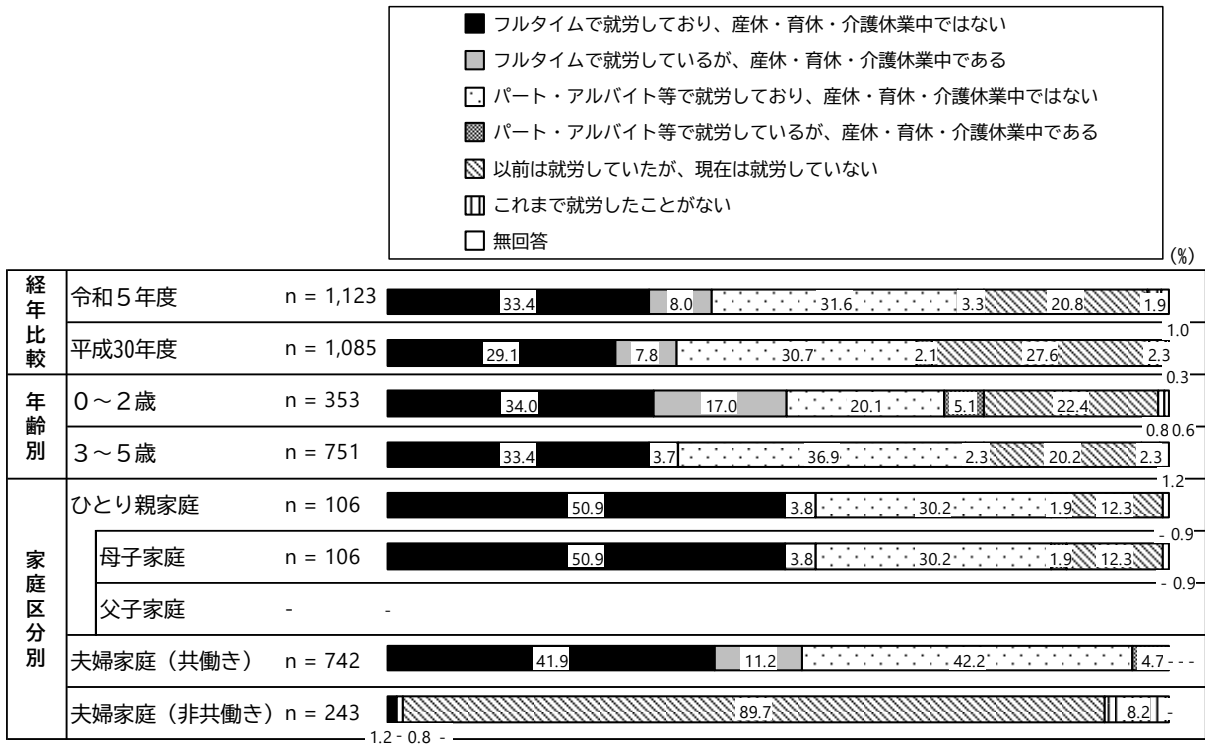 フルタイムで就労しており、産休・育休・介護休業中ではない
フルタイムで就労しているが、産休・育休・介護休業中である
パート・アルバイト等で就労しており、産休・育休・介護休業中ではない
パート・アルバイト等で就労しているが、産休・育休・介護休業中である
以前は就労していたが、現在は就労していない
これまで就労したことがない
無回答
(%)
経年比較
令和5年度 n = 1,123 33.4 8.0 31.6 3.3 20.8 1.9
1.0
平成30年度 n = 1,085 29.1 7.8 30.7 2.1 27.6 2.3
0.3
年齢別
0～2歳 n = 353 34.0 17.0 20.1 5.1 22.4
0.8 0.6
3～5歳 n = 751 33.4 3.7 36.9 2.3 20.2 2.3
1.2
家庭区分別
ひとり親家庭 n = 106 50.9 3.8 30.2 1.9 12.3
- 0.9
母子家庭 n = 106 50.9 3.8 30.2 1.9 12.3
- 0.9
父子家庭 - -
夫婦家庭（共働き） n = 742 41.9 11.2 42.2 4.7 - - -
夫婦家庭（非共働き） n = 243 89.7 8.2 -
1.2 - 0.8 -